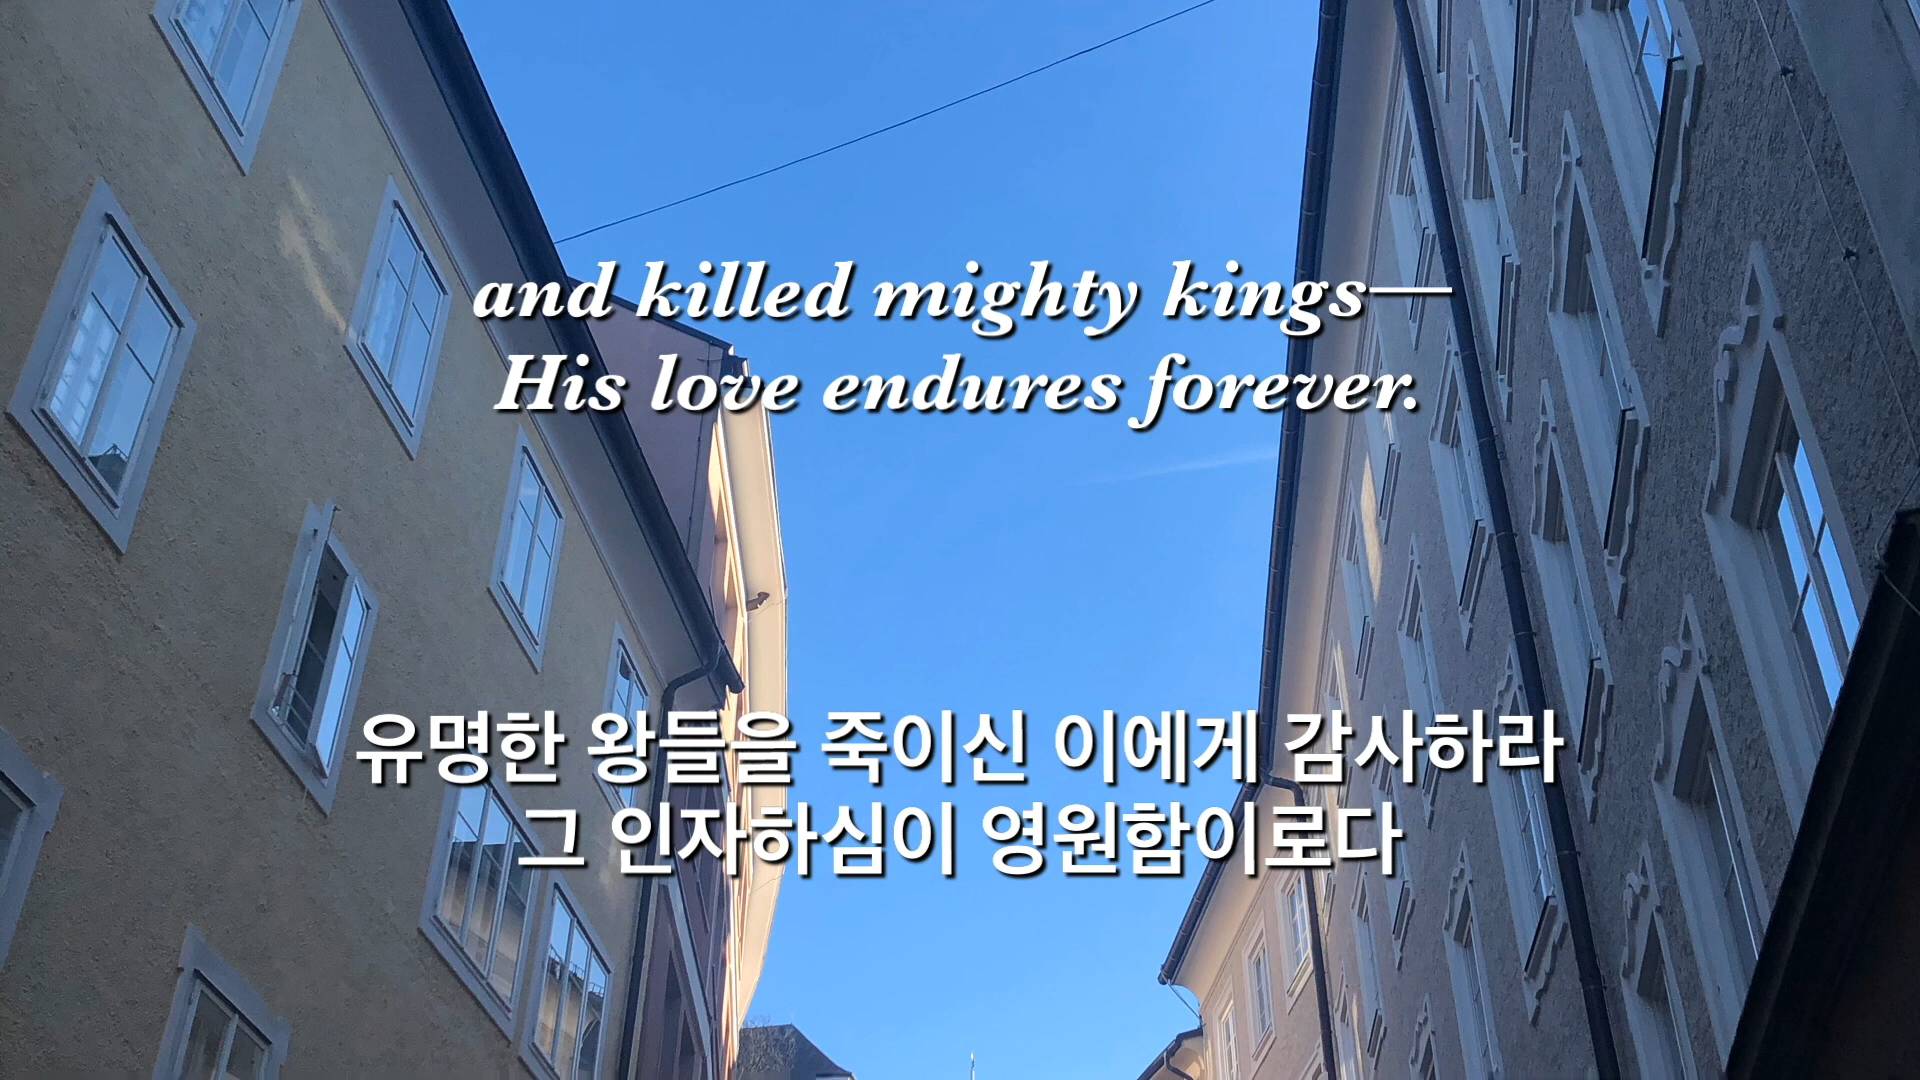 and killed mighty kings—
His love endures forever.
유명한 왕들을 죽이신 이에게 감사하라
그 인자하심이 영원함이로다